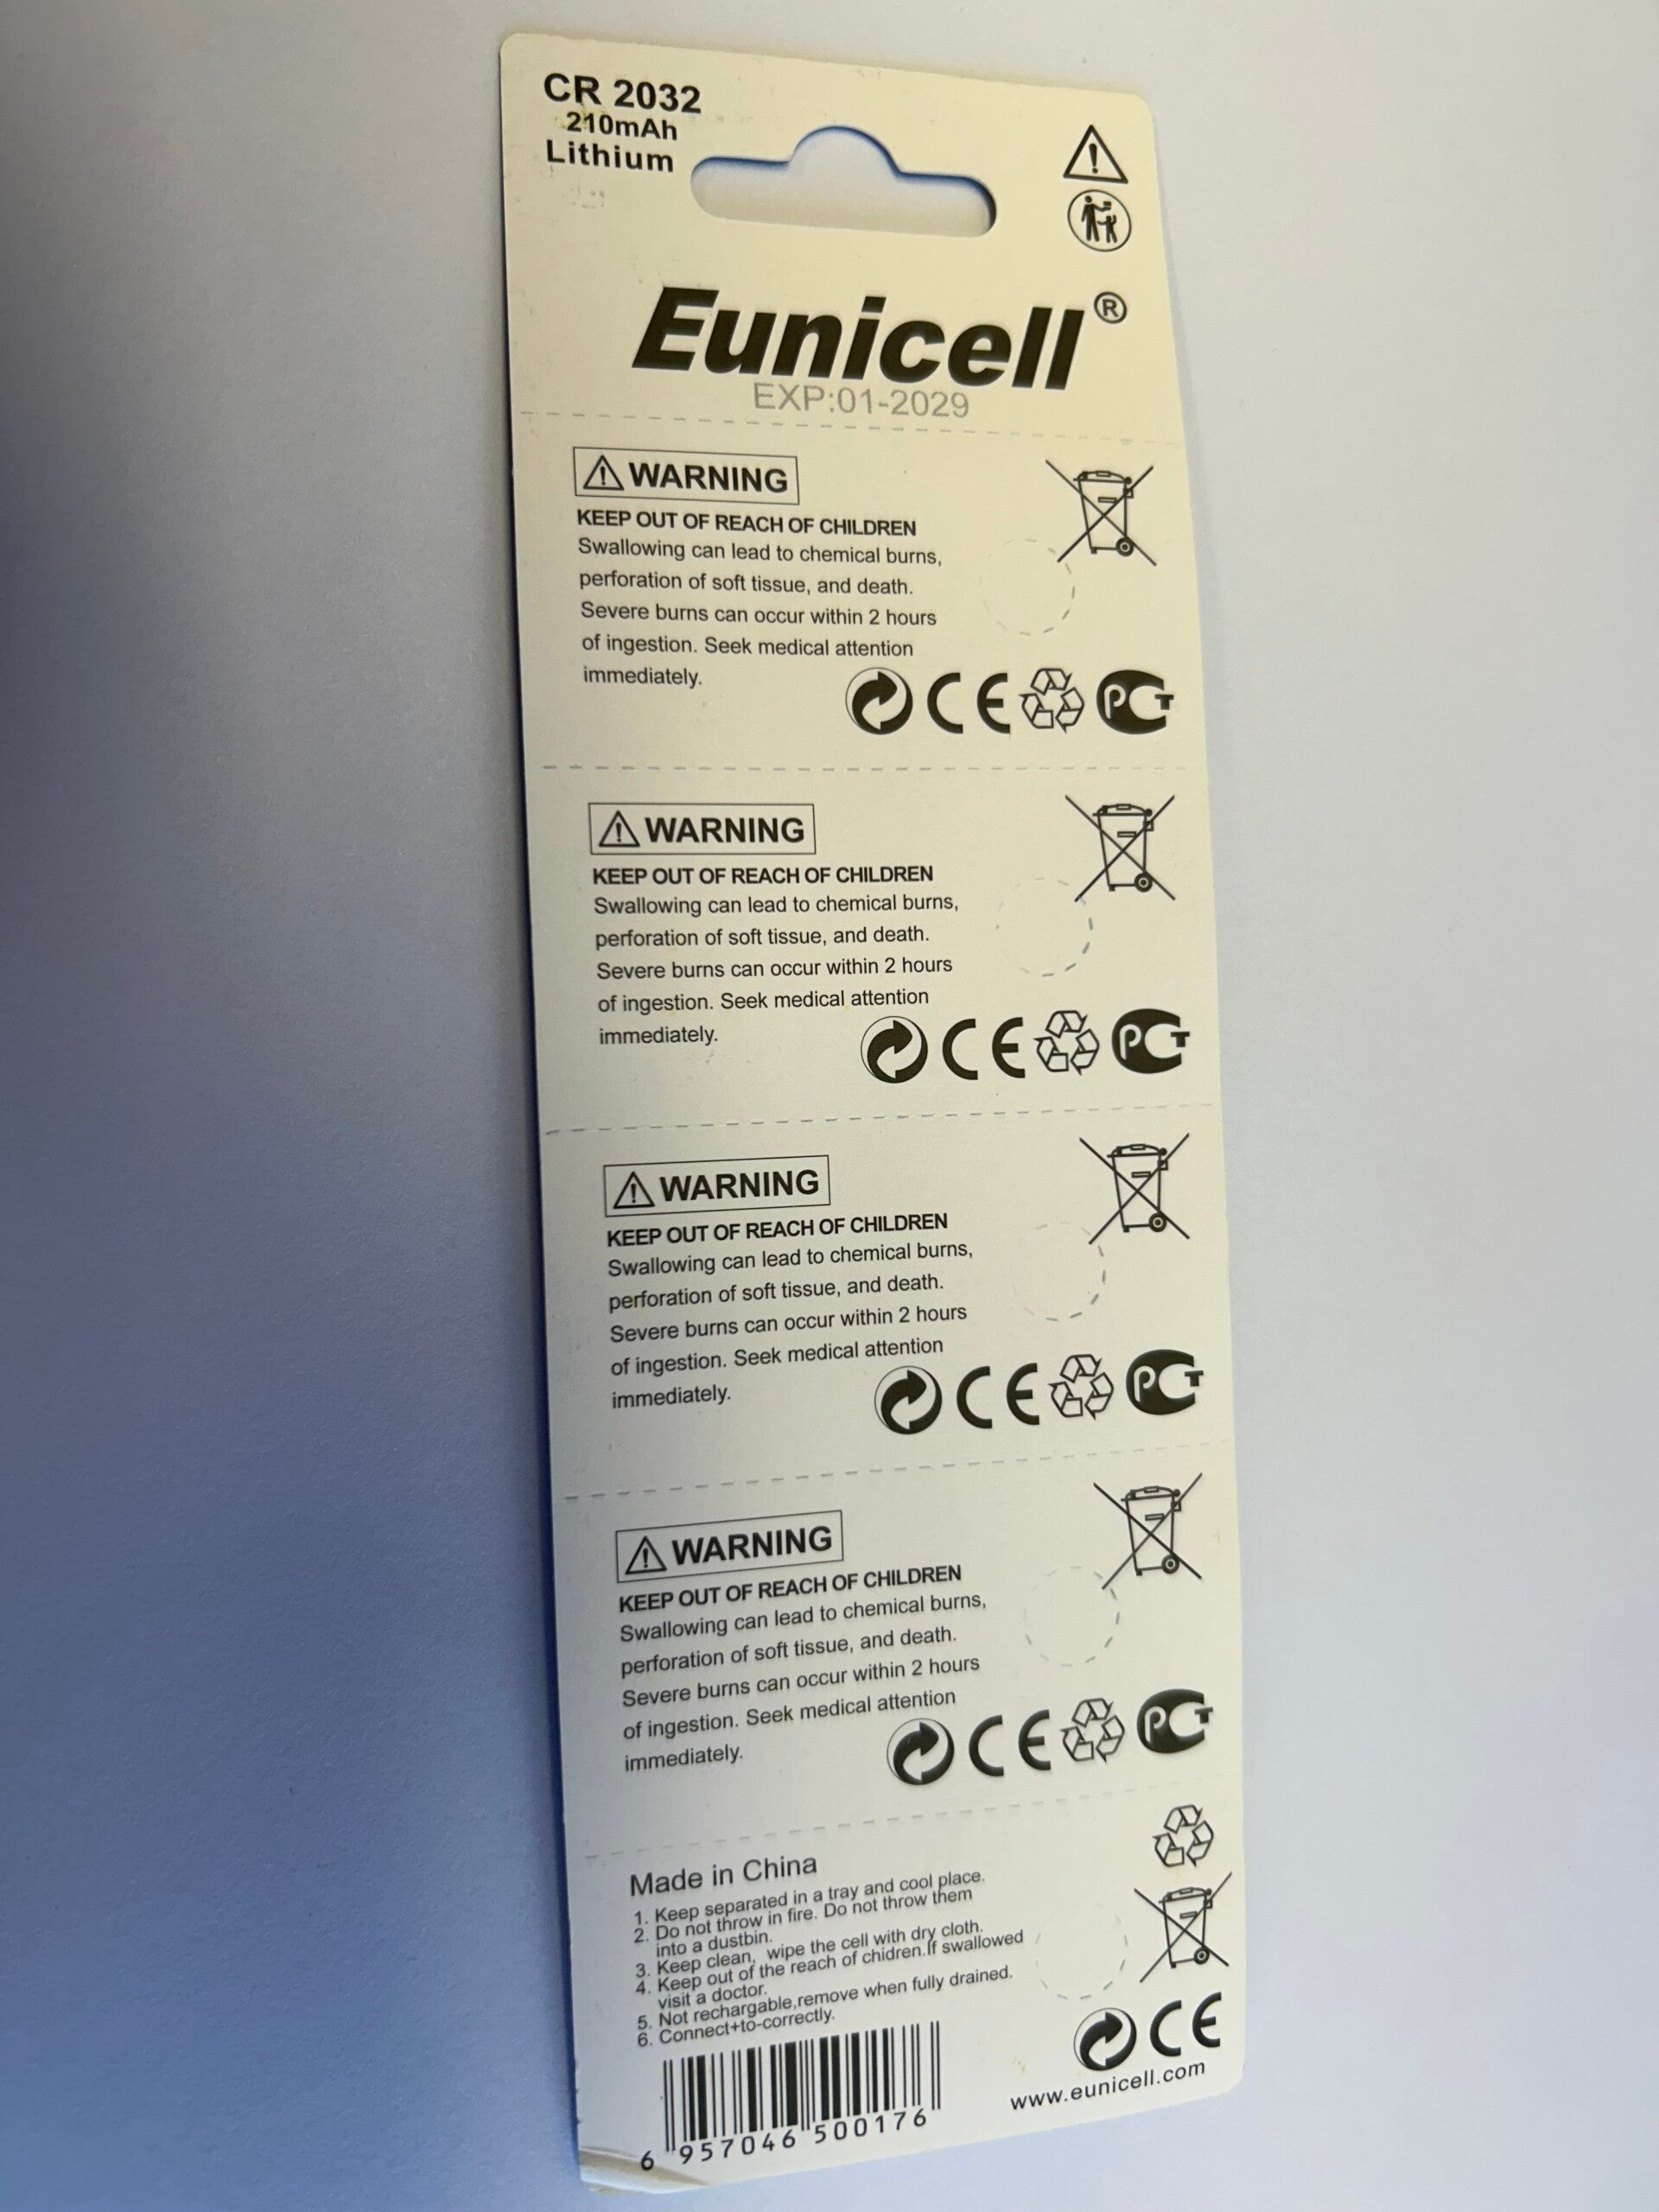 CR 2032
210mAh
Lithium
Eunicell®
EXP:01-2029
WARNING
KEEP OUT OF REACH OF CHILDREN
Swallowing can lead to chemical burns,
perforation of soft tissue, and death.
Severe burns can occur within 2 hours
of ingestion. Seek medical attention
immediately.
CE
PCT
WARNING
KEEP OUT OF REACH OF CHILDREN
Swallowing can lead to chemical burns,
perforation of soft tissue, and death.
Severe burns can occur within 2 hours
of ingestion. Seek medical attention
immediately.
CE
PCT
WARNING
KEEP OUT OF REACH OF CHILDREN
Swallowing can lead to chemical burns,
perforation of soft tissue, and death.
Severe burns can occur within 2 hours
of ingestion. Seek medical attention
immediately.
CE
PCT
WARNING
KEEP OUT OF REACH OF CHILDREN
Swallowing can lead to chemical burns,
perforation of soft tissue, and death.
Severe burns can occur within 2 hours
of ingestion. Seek medical attention
immediately.
CE
PCT
Made in China
1. Keep separated in a tray and cool place.
2. Do not throw in fire. Do not throw them
into a dustbin.
3. Keep clean, wipe the cell with dry cloth.
4. Keep out of the reach of chidren.If swallowed
visit a doctor.
5. Not rechargable,remove when fully drained.
6. Connect+to-correctly.
CE
www.eunicell.com
6 957046 500176